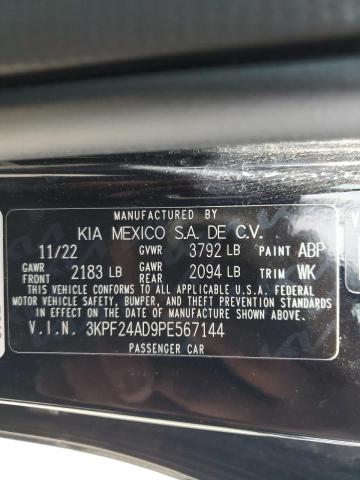 MANUFACTURED BY
KIA MEXICO S.A. DE C.V.
11/22 GVWR 3792 LB PAINT ABP
GAWR FRONT 2183 LB GAWR REAR 2094 LB TRIM WK
THIS VEHICLE CONFORMS TO ALL APPLICABLE U.S. FEDERAL
MOTOR VEHICLE SAFETY, BUMPER, AND THEFT PREVENTION STANDARDS
IN EFFECT ON THE DATE OF MANUFACTURE SHOWN ABOVE.
V.I.N. 3KPF24AD9PE567144
PASSENGER CAR